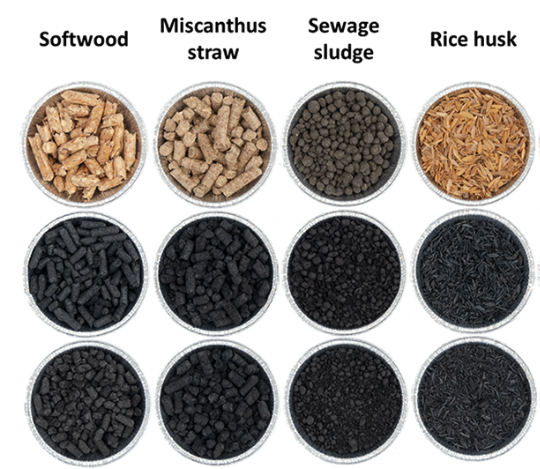 Softwood
Miscanthus
straw
Sewage
sludge
Rice husk